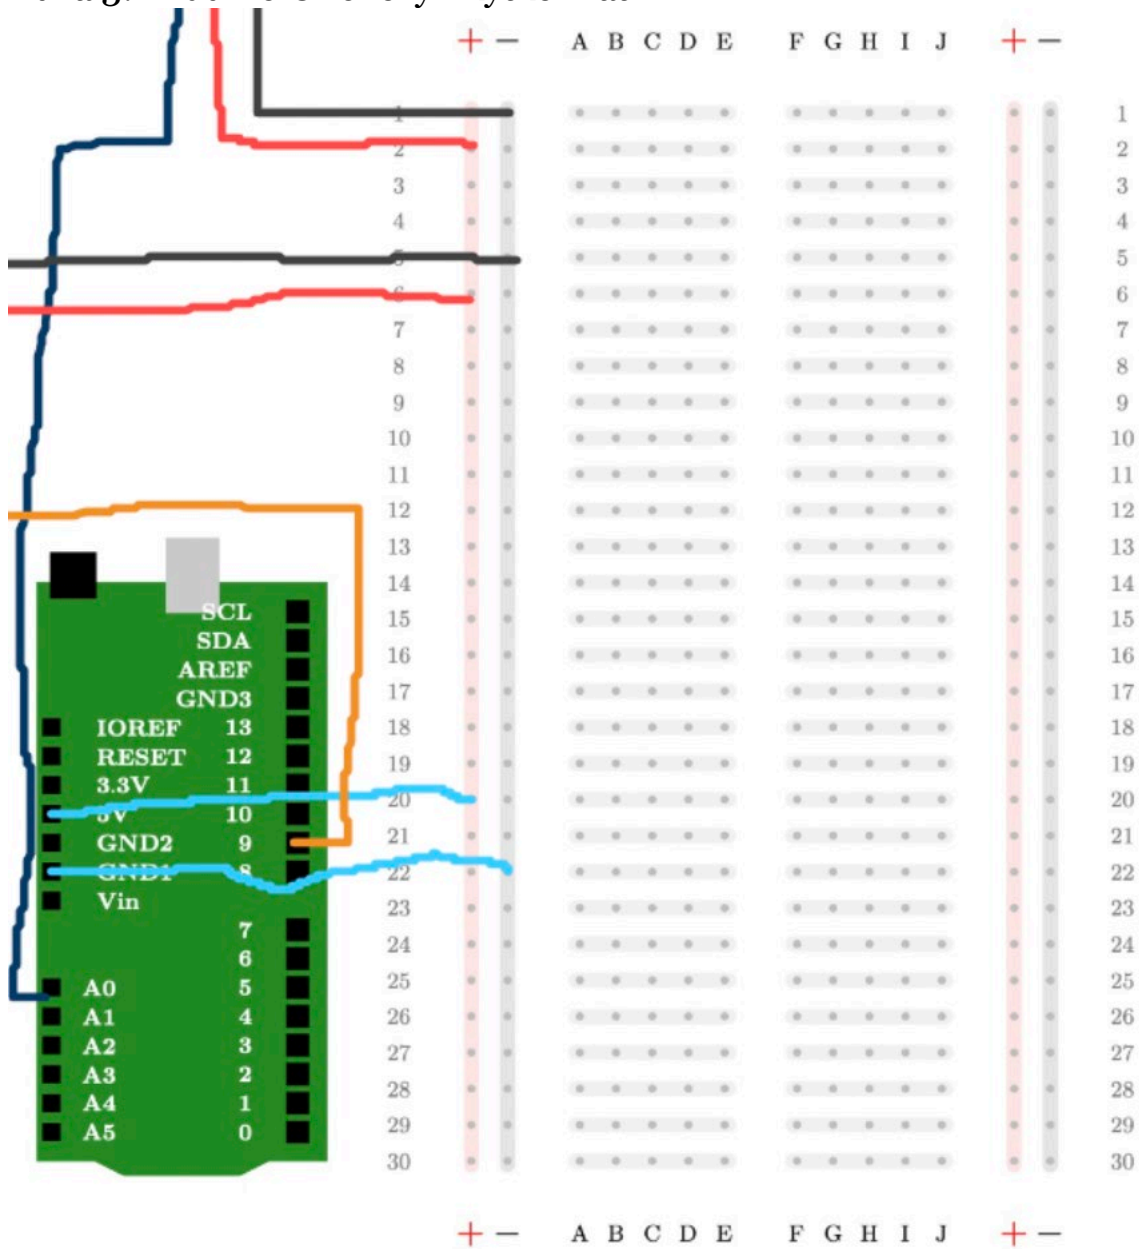 + − A B C D E F G H I J + −
1 1
2 2
3 3
4 4
5 5
6 6
7 7
8 8
9 9
10 10
11 11
12 12
13 13
14 14
SCL 15 15
SDA 16 16
AREF
GND3 17 17
IOREF 13 18 18
RESET 12 19 19
3.3V 11
5V 10 20 20
GND2 9 21 21
GND1 8 22 22
Vin 23 23
7
6 24 24
A0 5 25 25
A1 4 26 26
A2 3 27 27
A3 2 28 28
A4 1
A5 0 29 29
30 30
+ − A B C D E F G H I J + −